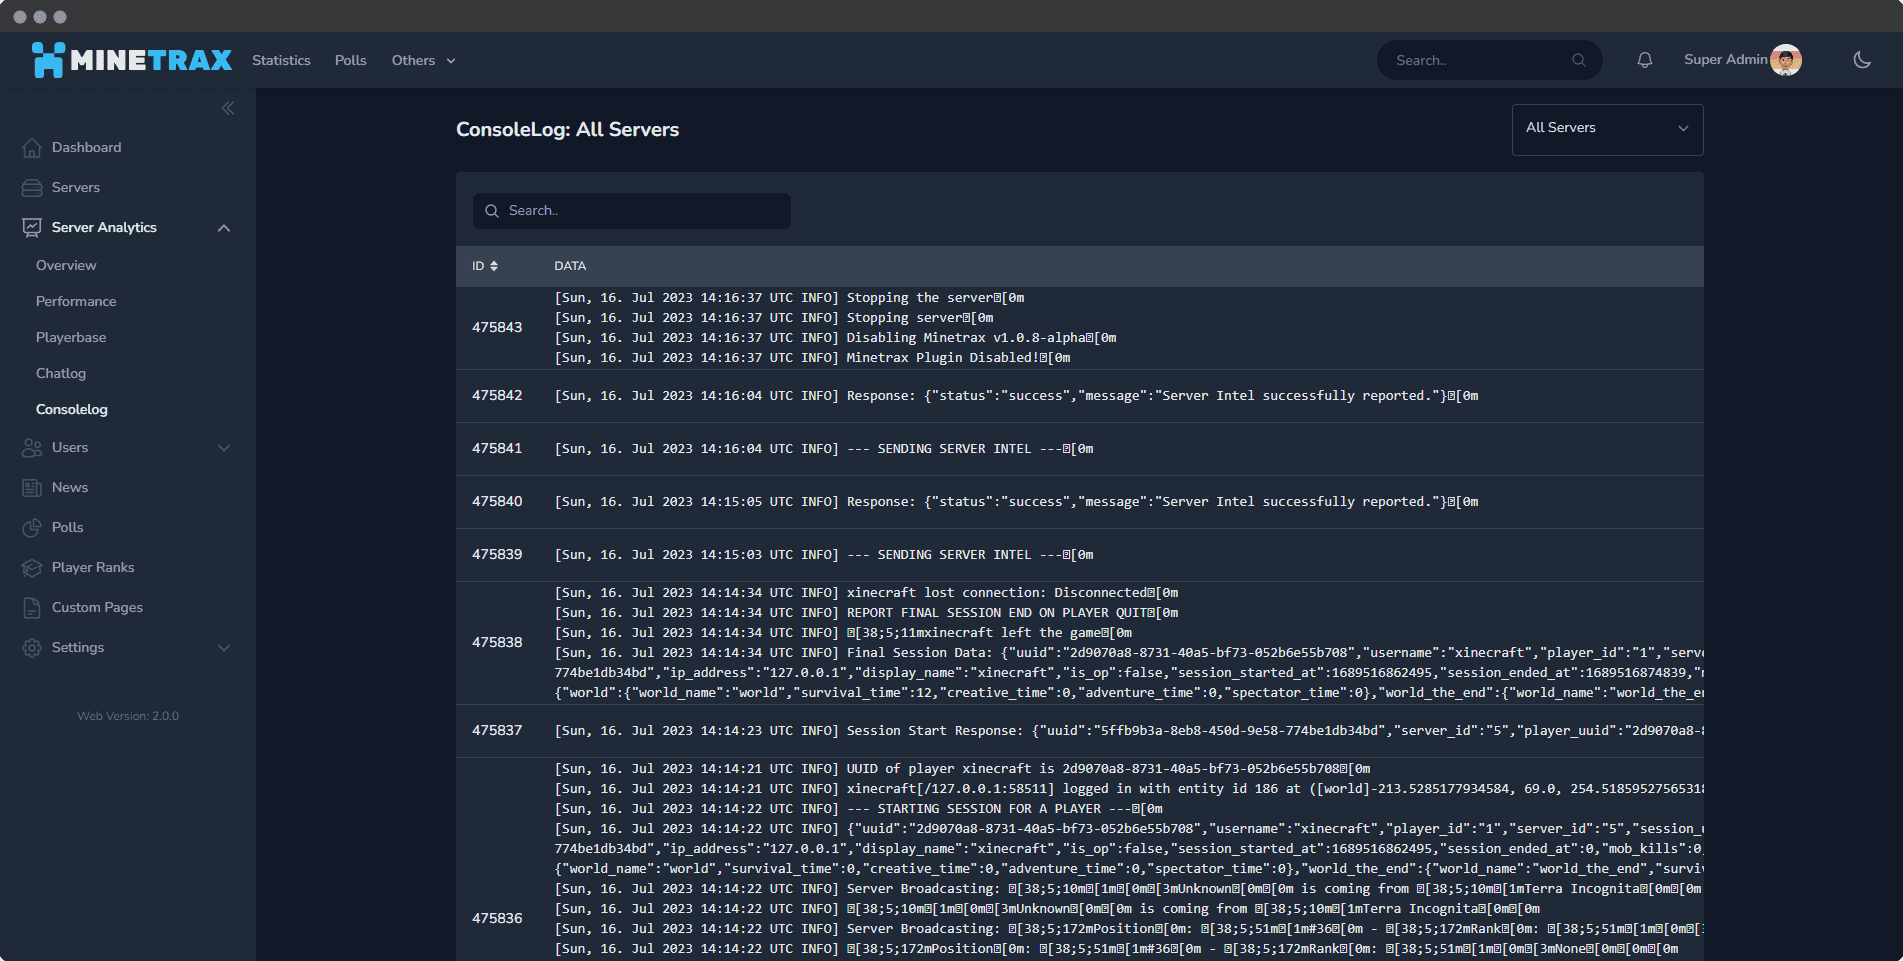 MINETRAX Statistics Polls Others Search.. Super Admin
Dashboard
Servers
Server Analytics
Overview
Performance
Playerbase
Chatlog
Consolelog
Users
News
Polls
Player Ranks
Custom Pages
Settings
Web Version: 2.0.0
ConsoleLog: All Servers
All Servers
Search..
ID DATA
475843
[Sun, 16. Jul 2023 14:16:37 UTC INFO] Stopping the server[0m
[Sun, 16. Jul 2023 14:16:37 UTC INFO] Stopping server[0m
[Sun, 16. Jul 2023 14:16:37 UTC INFO] Disabling Minetrax v1.0.8-alpha[0m
[Sun, 16. Jul 2023 14:16:37 UTC INFO] Minetrax Plugin Disabled![0m
475842 [Sun, 16. Jul 2023 14:16:04 UTC INFO] Response: {"status":"success","message":"Server Intel successfully reported."}[0m
475841 [Sun, 16. Jul 2023 14:16:04 UTC INFO] --- SENDING SERVER INTEL ---[0m
475840 [Sun, 16. Jul 2023 14:15:05 UTC INFO] Response: {"status":"success","message":"Server Intel successfully reported."}[0m
475839 [Sun, 16. Jul 2023 14:15:03 UTC INFO] --- SENDING SERVER INTEL ---[0m
475838
[Sun, 16. Jul 2023 14:14:34 UTC INFO] xinecraft lost connection: Disconnected[0m
[Sun, 16. Jul 2023 14:14:34 UTC INFO] REPORT FINAL SESSION END ON PLAYER QUIT[0m
[Sun, 16. Jul 2023 14:14:34 UTC INFO] [38;5;11mxinecraft left the game[0m
[Sun, 16. Jul 2023 14:14:34 UTC INFO] Final Session Data: {"uuid":"2d9070a8-8731-40a5-bf73-052b6e55b708","username":"xinecraft","player_id":"1","serve
774be1db34bd","ip_address":"127.0.0.1","display_name":"xinecraft","is_op":false,"session_started_at":1689516862495,"session_ended_at":1689516874839,"
{"world":{"world_name":"world","survival_time":12,"creative_time":0,"adventure_time":0,"spectator_time":0},"world_the_end":{"world_name":"world_the_e
475837 [Sun, 16. Jul 2023 14:14:23 UTC INFO] Session Start Response: {"uuid":"5ffb9b3a-8eb8-450d-9e58-774be1db34bd","server_id":"5","player_uuid":"2d9070a8-
475836
[Sun, 16. Jul 2023 14:14:21 UTC INFO] UUID of player xinecraft is 2d9070a8-8731-40a5-bf73-052b6e55b708[0m
[Sun, 16. Jul 2023 14:14:21 UTC INFO] xinecraft[/127.0.0.1:58511] logged in with entity id 186 at ([world]-213.5285177934584, 69.0, 254.51859527565318
[Sun, 16. Jul 2023 14:14:22 UTC INFO] --- STARTING SESSION FOR A PLAYER ---[0m
[Sun, 16. Jul 2023 14:14:22 UTC INFO] {"uuid":"2d9070a8-8731-40a5-bf73-052b6e55b708","username":"xinecraft","player_id":"1","server_id":"5","session_
774be1db34bd","ip_address":"127.0.0.1","display_name":"xinecraft","is_op":false,"session_started_at":1689516862495,"session_ended_at":0,"mob_kills":0,
{"world_name":"world","survival_time":0,"creative_time":0,"adventure_time":0,"spectator_time":0},"world_the_end":{"world_name":"world_the_end","survi
[Sun, 16. Jul 2023 14:14:22 UTC INFO] Server Broadcasting: [38;5;10m[1m[0m[3mUnknown[0m[0m is coming from [38;5;10m[1mTerra Incognita[0m[0m
[Sun, 16. Jul 2023 14:14:22 UTC INFO] [38;5;10m[1m[0m[3mUnknown[0m[0m is coming from [38;5;10m[1mTerra Incognita[0m[0m
[Sun, 16. Jul 2023 14:14:22 UTC INFO] Server Broadcasting: [38;5;172mPosition[0m: [38;5;51m[1m#36[0m - [38;5;172mRank[0m: [38;5;51m[1m[0m[
[Sun, 16. Jul 2023 14:14:22 UTC INFO] [38;5;172mPosition[0m: [38;5;51m[1m#36[0m - [38;5;172mRank[0m: [38;5;51m[1m[0m[3mNone[0m[0m[0m